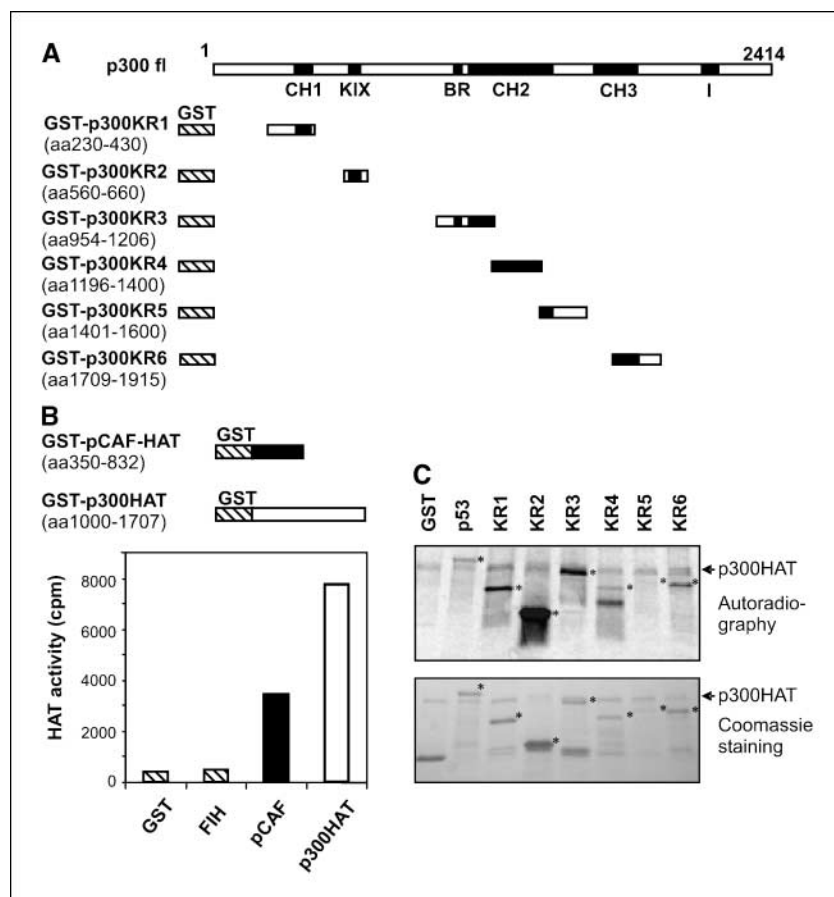 A
1
2414
p300 fl
CH1 KIX BR CH2 CH3 I
GST
GST-p300KR1
(aa230-430)
GST-p300KR2
(aa560-660)
GST-p300KR3
(aa954-1206)
GST-p300KR4
(aa1196-1400)
GST-p300KR5
(aa1401-1600)
GST-p300KR6
(aa1709-1915)
B
GST-pCAF-HAT
(aa350-832)
GST
GST-p300HAT
(aa1000-1707)
GST
HAT activity (cpm)
8000
6000
4000
2000
0
GST
FIH
pCAF
p300HAT
C
GST p53 KR1 KR2 KR3 KR4 KR5 KR6
* * * * * * *
p300HAT
Autoradio-
graphy
* * * * * * *
p300HAT
Coomassie
staining